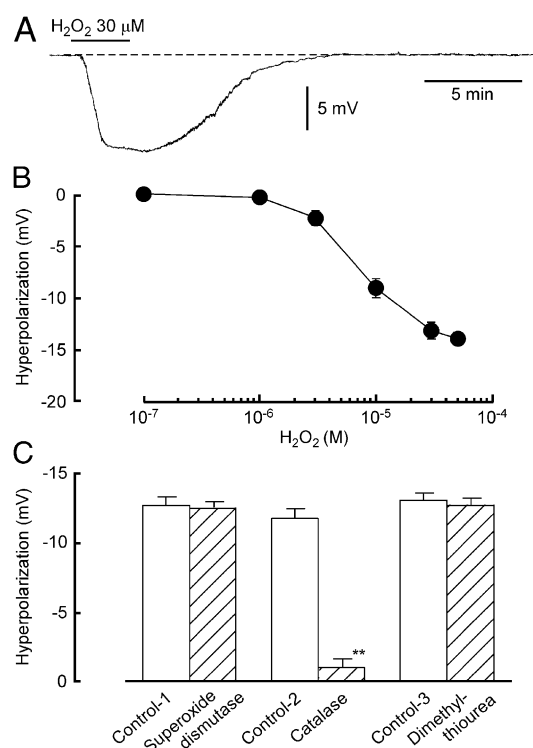 A
H₂O₂ 30 μM
5 mV
5 min
B
Hyperpolarization (mV)
0
-5
-10
-15
-20
10⁻⁷
10⁻⁶
10⁻⁵
10⁻⁴
H₂O₂ (M)
C
Hyperpolarization (mV)
-15
-10
-5
0
**
Control-1
Superoxide
dismutase
Control-2
Catalase
Control-3
Dimethyl-
thiourea